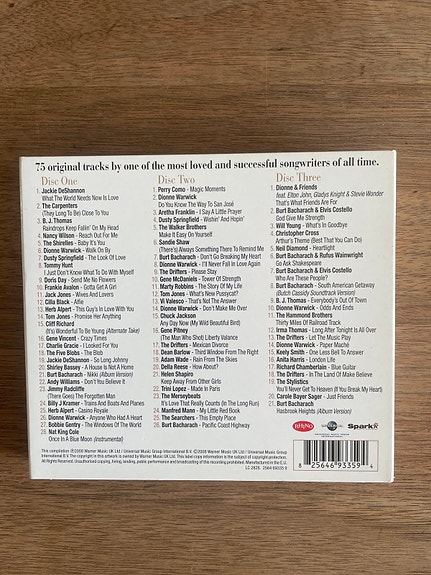 75 original tracks by one of the most loved and successful songwriters of all time.
Disc One
1. Jackie DeShannon
What The World Needs Now Is Love
2. The Carpenters
(They Long To Be) Close To You
3. B. J. Thomas
Raindrops Keep Fallin' On My Head
4. Nancy Wilson - Reach Out For Me
5. The Shirelles - Baby It's You
6. Dionne Warwick - Walk On By
7. Dusty Springfield - The Look Of Love
8. Tommy Hunt
I Just Don't Know What To Do With Myself
9. Doris Day - Send Me No Flowers
10. Frankie Avalon - Gotta Get A Girl
11. Jack Jones - Wives And Lovers
12. Cilla Black - Alfie
13. Herb Alpert - This Guy's In Love With You
14. Tom Jones - Promise Her Anything
15. Cliff Richard
(It's) Wonderful To Be Young (Alternate Take)
16. Gene Vincent - Crazy Times
17. Charlie Gracie - I Looked For You
18. The Five Blobs - The Blob
19. Jackie DeShannon - So Long Johnny
20. Shirley Bassey - A House Is Not A Home
21. Burt Bacharach - Nikki (Album Version)
22. Andy Williams - Don't You Believe It
23. Jimmy Radcliffe
(There Goes) The Forgotten Man
24. Billy J Kramer - Trains And Boats And Planes
25. Herb Alpert - Casino Royale
26. Dionne Warwick - Anyone Who Had A Heart
27. Bobbie Gentry - The Windows Of The World
28. Nat King Cole
Once In A Blue Moon (Instrumental)
Disc Two
1. Perry Como - Magic Moments
2. Dionne Warwick
Do You Know The Way To San José
3. Aretha Franklin - I Say A Little Prayer
4. Dusty Springfield - Wishin' And Hopin'
5. The Walker Brothers
Make It Easy On Yourself
6. Sandie Shaw
(There's) Always Something There To Remind Me
7. Burt Bacharach - Don't Go Breaking My Heart
8. Dionne Warwick - I'll Never Fall In Love Again
9. The Drifters - Please Stay
10. Gene McDaniels - Tower Of Strength
11. Marty Robbins - The Story Of My Life
12. Tom Jones - What's New Pussycat?
13. Vi Velasco - That's Not The Answer
14. Dionne Warwick - Don't Make Me Over
15. Chuck Jackson
Any Day Now (My Wild Beautiful Bird)
16. Gene Pitney
(The Man Who Shot) Liberty Valance
17. The Drifters - Mexican Divorce
18. Dean Barlow - Third Window From The Right
19. Adam Wade - Rain From The Skies
20. Della Reese - How About?
21. Helen Shapiro
Keep Away From Other Girls
22. Trini Lopez - Made In Paris
23. The Merseybeats
It's Love That Really Counts (In The Long Run)
24. Manfred Mann - My Little Red Book
25. The Searchers - This Empty Place
26. Burt Bacharach - Pacific Coast Highway
Disc Three
1. Dionne & Friends
feat. Elton John, Gladys Knight & Stevie Wonder
That's What Friends Are For
2. Burt Bacharach & Elvis Costello
God Give Me Strength
3. Will Young - What's In Goodbye
4. Christopher Cross
Arthur's Theme (Best That You Can Do)
5. Neil Diamond - Heartlight
6. Burt Bacharach & Rufus Wainwright
Go Ask Shakespeare
7. Burt Bacharach & Elvis Costello
Who Are These People?
8. Burt Bacharach - South American Getaway
(Butch Cassidy Soundtrack Version)
9. B. J. Thomas - Everybody's Out Of Town
10. Dionne Warwick - Odds And Ends
11. The Hammond Brothers
Thirty Miles Of Railroad Track
12. Irma Thomas - Long After Tonight Is All Over
13. The Drifters - Let The Music Play
14. Dionne Warwick - Paper Maché
15. Keely Smith - One Less Bell To Answer
16. Anita Harris - London Life
17. Richard Chamberlain - Blue Guitar
18. The Drifters - In The Land Of Make Believe
19. The Stylistics
You'll Never Get To Heaven (If You Break My Heart)
20. Carole Bayer Sager - Just Friends
21. Burt Bacharach
Hasbrook Heights (Album Version)
RHINO
Spark
8 25646 93359 4